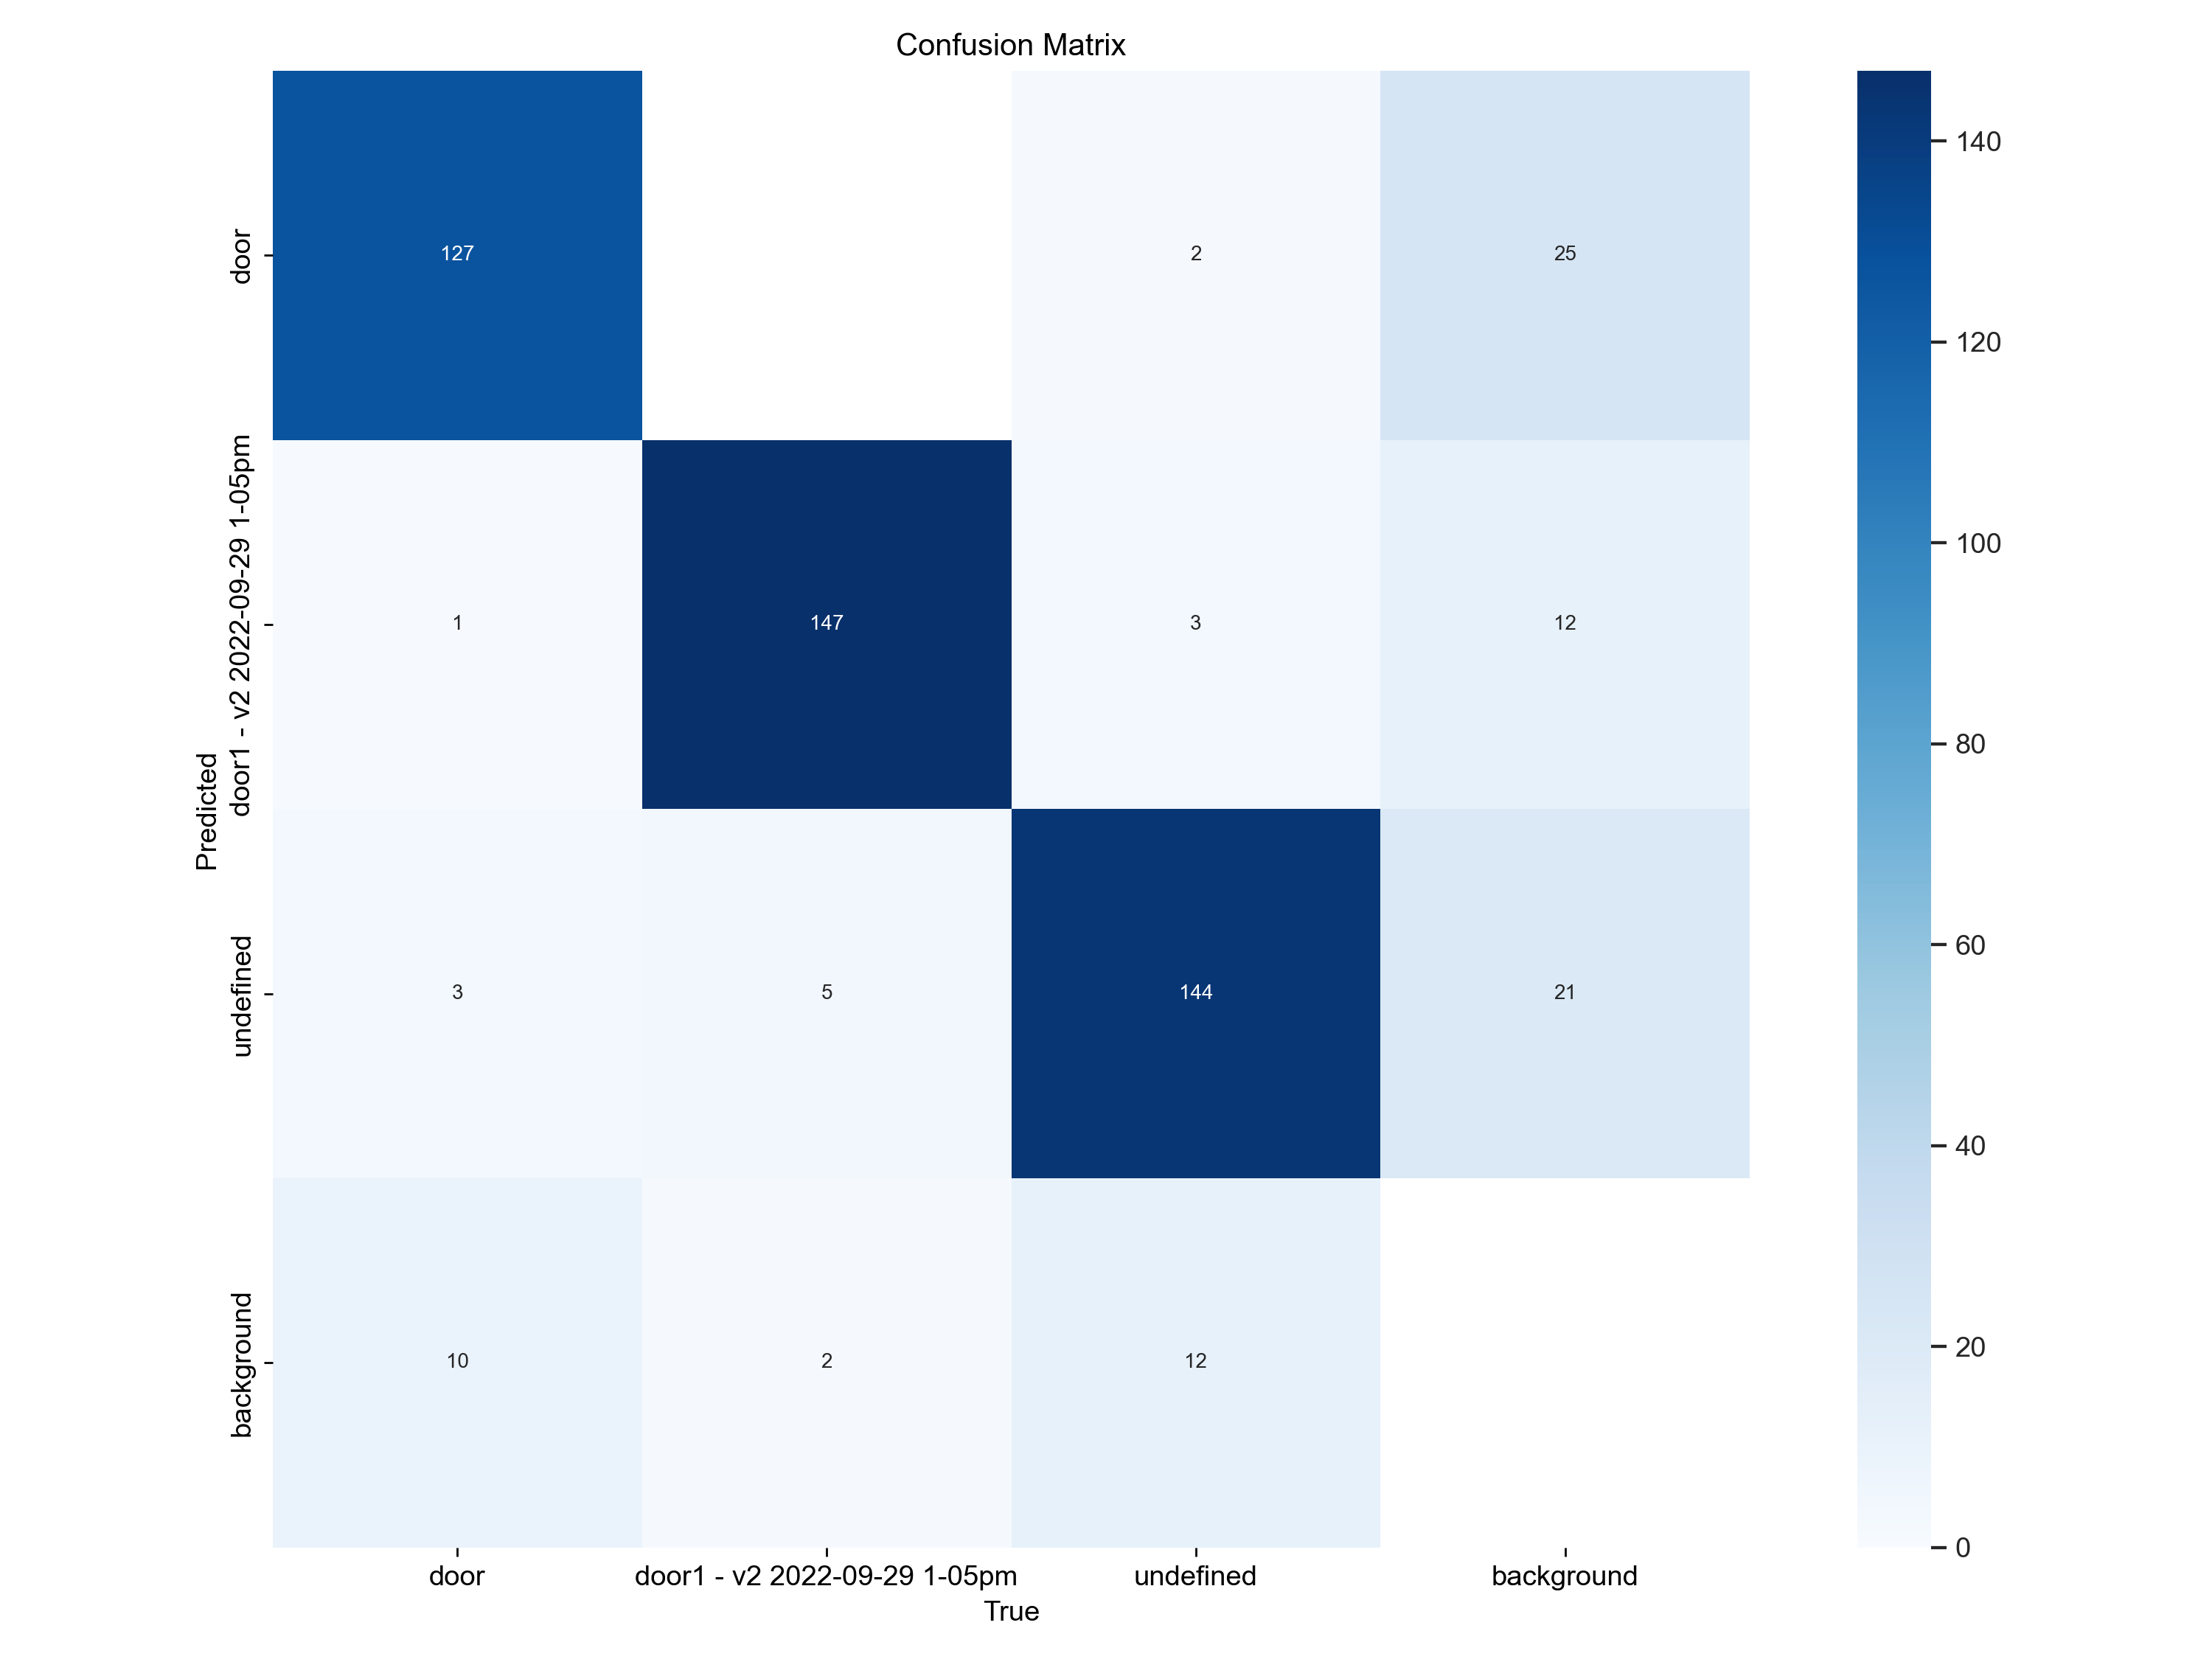 Confusion Matrix
door
127
2
25
door1 - v2 2022-09-29 1-05pm
1
147
3
12
undefined
3
5
144
21
background
10
2
12
Predicted
door
door1 - v2 2022-09-29 1-05pm
undefined
background
True
140
120
100
80
60
40
20
0